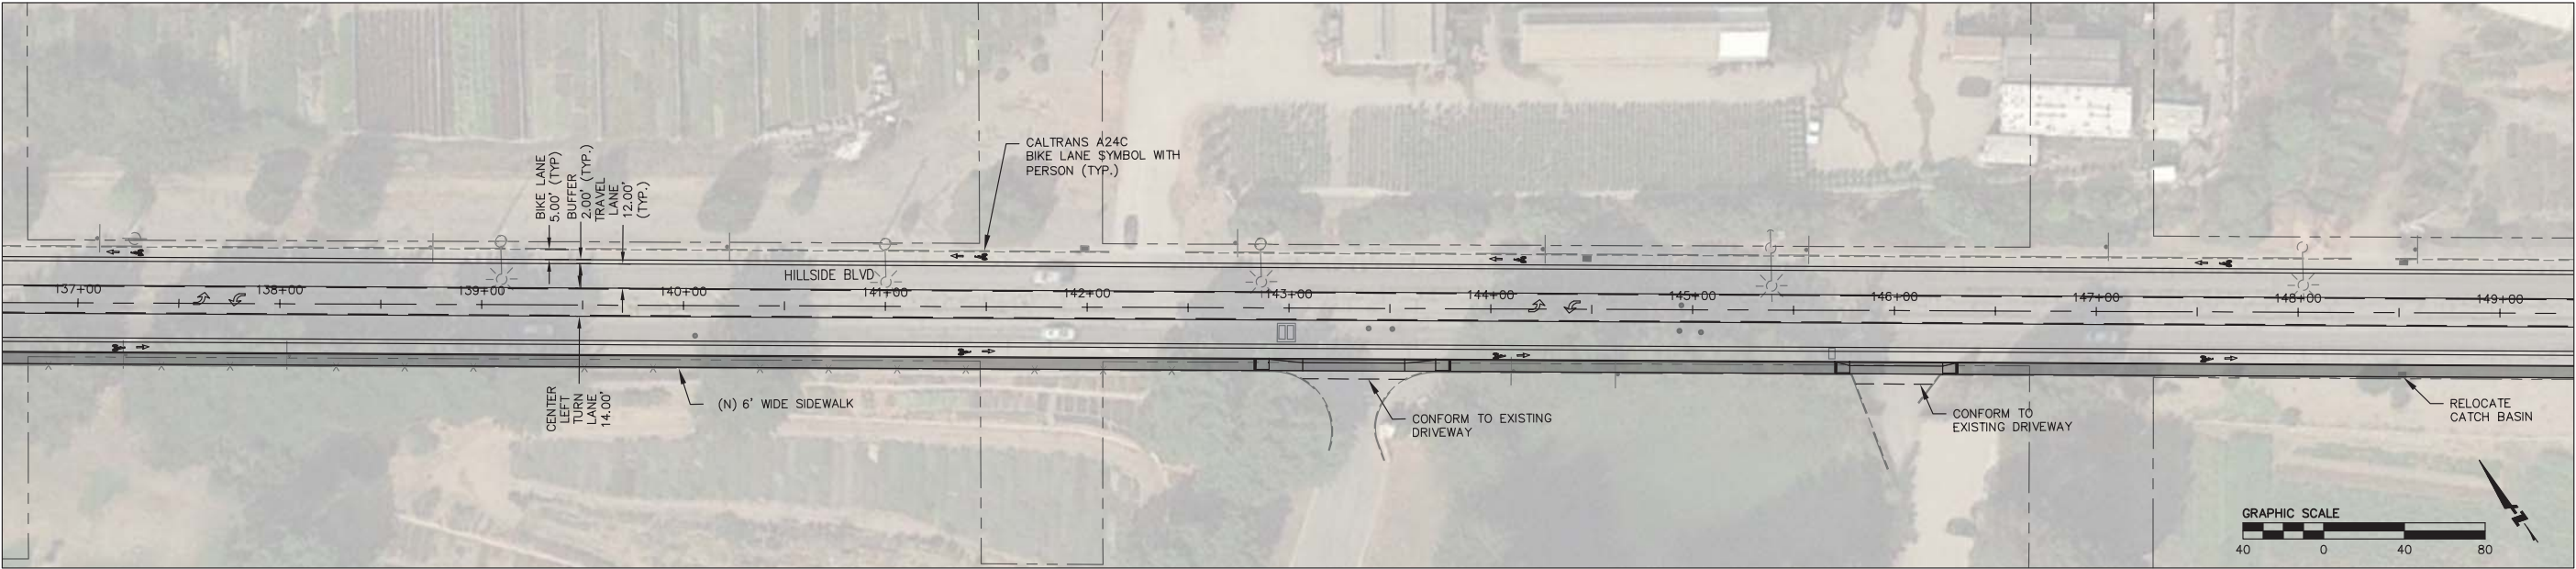 CALTRANS A24C
BIKE LANE SYMBOL WITH
PERSON (TYP.)
BIKE LANE
5.00' (TYP)
BUFFER
2.00' (TYP.)
TRAVEL
LANE
12.00'
(TYP.)
HILLSIDE BLVD
137+00
138+00
139+00
140+00
141+00
142+00
143+00
144+00
145+00
146+00
147+00
148+00
149+00
CENTER
LEFT
TURN
LANE
14.00'
(N) 6' WIDE SIDEWALK
CONFORM TO EXISTING
DRIVEWAY
CONFORM TO
EXISTING DRIVEWAY
RELOCATE
CATCH BASIN
GRAPHIC SCALE
40 0 40 80
Z